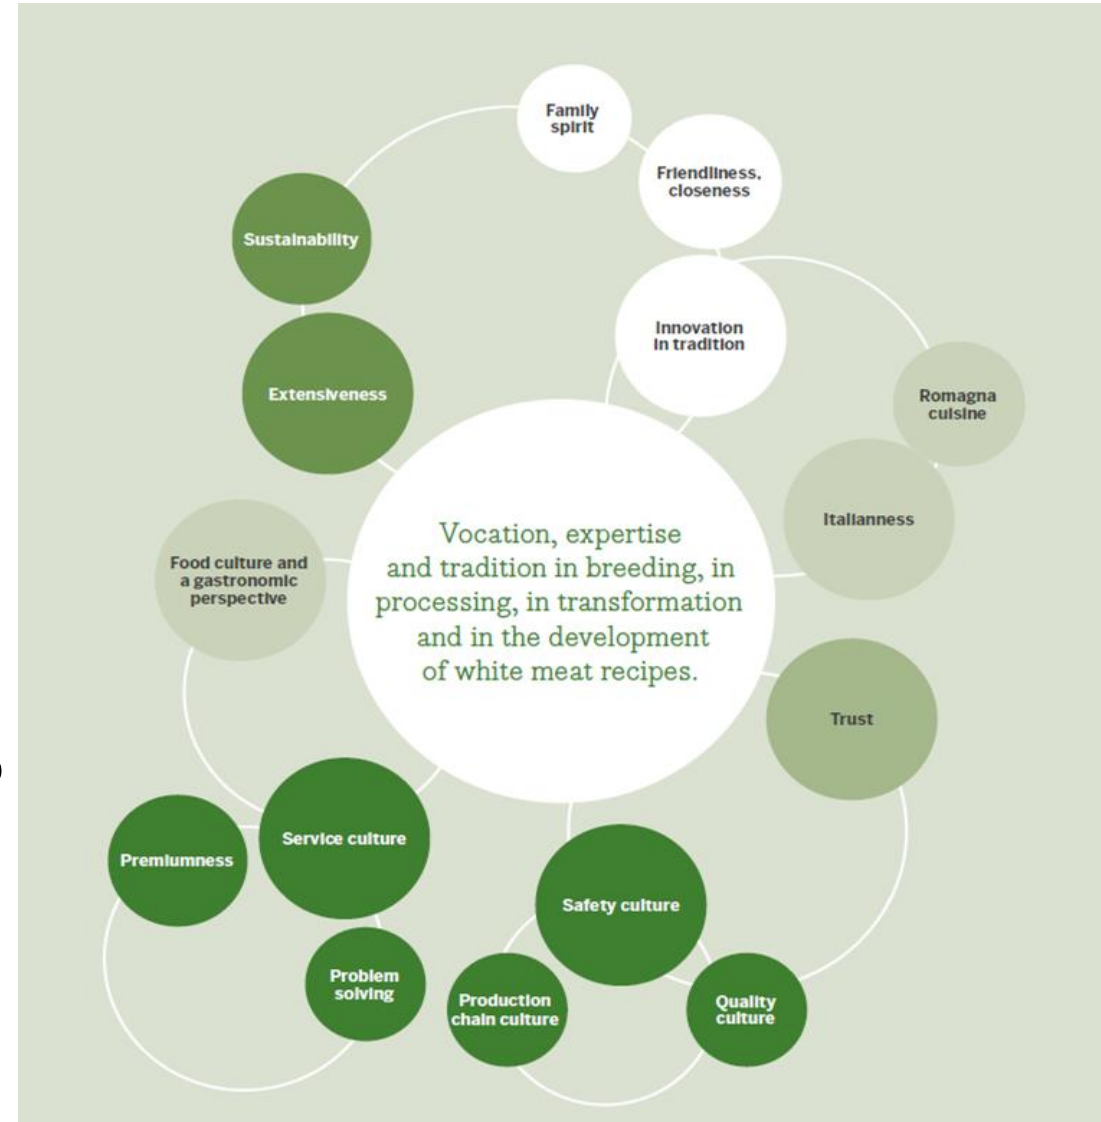 Family
spirit
Friendliness,
closeness
Sustainability
Innovation
in tradition
Extensiveness
Romagna
cuisine
Italianness
Food culture and
a gastronomic
perspective
Vocation, expertise
and tradition in breeding, in
processing, in transformation
and in the development
of white meat recipes.
Trust
Service culture
Premiumness
Safety culture
Problem
solving
Production
chain culture
Quality
culture